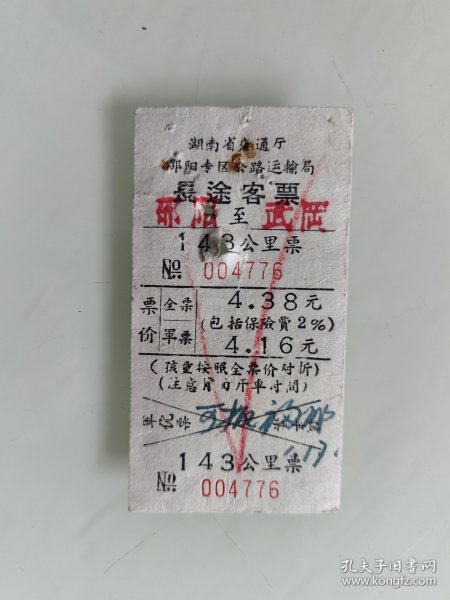 湖南省交通厅
邵阳专区公路运输局
長途客票
邵阳 至 武冈
143公里票
№ 004776
票价 全票 4.38元
(包括保险費2%)
軍票 4.16元
(孩童按照全票价对折)
(注意日力开車时间)
143公里票
№ 004776
孔夫子旧书网
www.kongfz.com